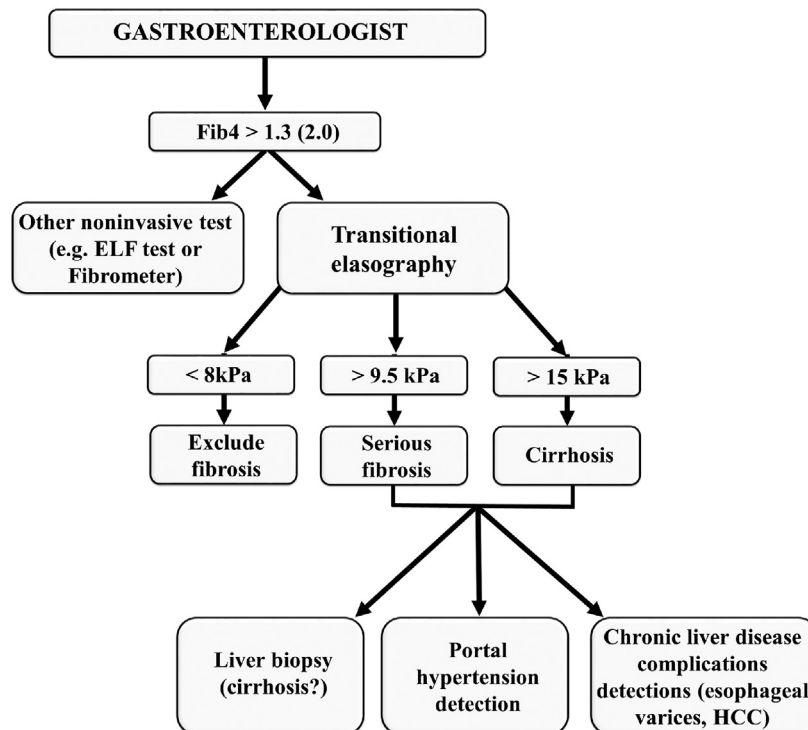 GASTROENTEROLOGIST
Fib4 > 1.3 (2.0)
Other noninvasive test
(e.g. ELF test or
Fibrometer)
Transitional
elasography
< 8kPa
> 9.5 kPa
> 15 kPa
Exclude
fibrosis
Serious
fibrosis
Cirrhosis
Liver biopsy
(cirrhosis?)
Portal
hypertension
detection
Chronic liver disease
complications
detections (esophageal
varices, HCC)